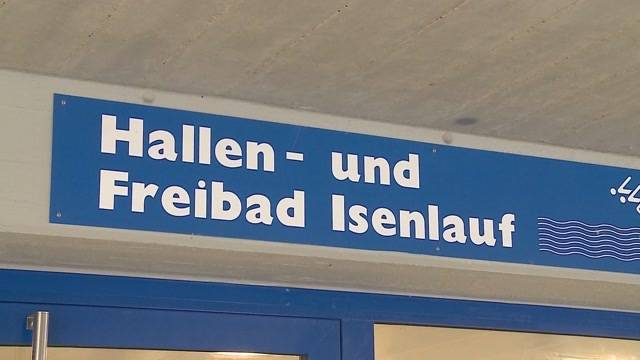 Hallen - und
Freibad Isenlauf